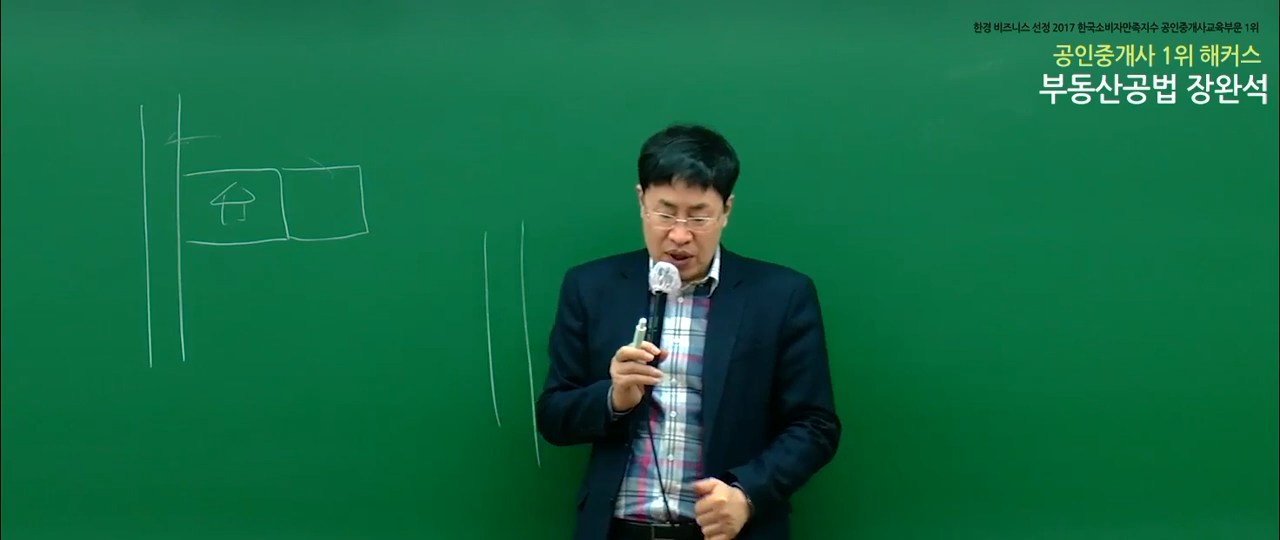 한경 비즈니스 선정 2017 한국소비자만족지수 공인중개사교육부문 1위
공인중개사 1위 해커스
부동산공법 장완석